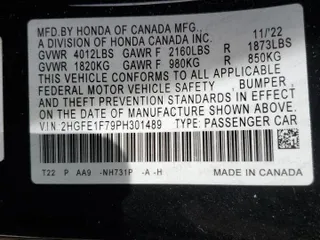 MFD.BY HONDA OF CANADA MFG.,
A DIVISION OF HONDA CANADA INC. 11/'22
GVWR 4012LBS GAWR F 2160LBS R 1873LBS
GVWR 1820KG GAWR F 980KG R 850KG
THIS VEHICLE CONFORMS TO ALL APPLICABLE
FEDERAL MOTOR VEHICLE SAFETY , BUMPER ,
AND THEFT PREVENTION STANDARDS IN EFFECT
ON THE DATE OF MANUFACTURE SHOWN ABOVE.
VIN:2HGFE1F79PH301489 TYPE: PASSENGER CAR
T22 P AA9 -NH731P -A -H MADE IN CANADA